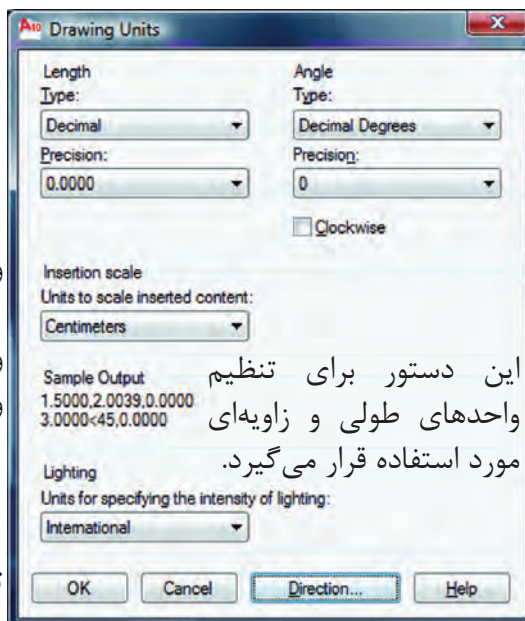 A10 Drawing Units
Length
Type:
Decimal
Precision:
0.0000
Angle
Type:
Decimal Degrees
Precision:
0
Clockwise
Insertion scale
Units to scale inserted content:
Centimeters
Sample Output
1.5000,2.0039,0.0000
3.0000<45,0.0000
این دستور برای تنظیم
واحدهای طولی و زاویه‌ای
مورد استفاده قرار می‌گیرد.
Lighting
Units for specifying the intensity of lighting:
International
OK Cancel Direction... Help